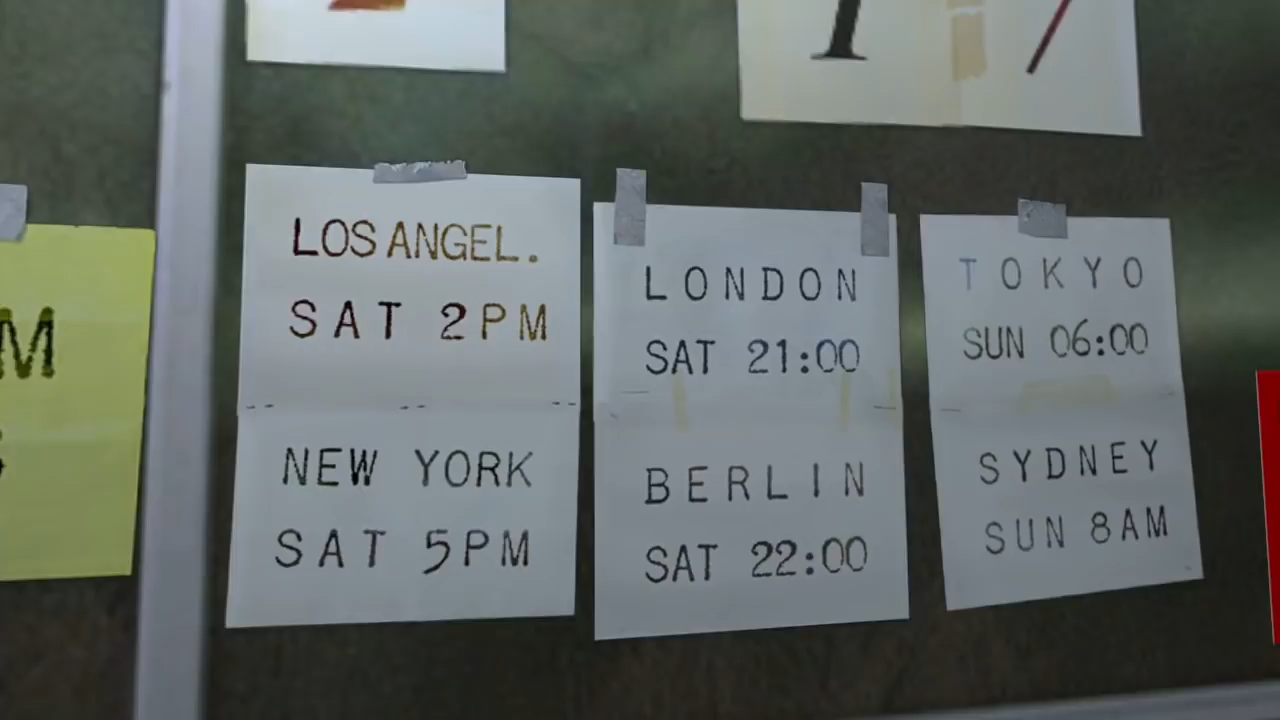 LOS ANGEL.
SAT 2PM
NEW YORK
SAT 5PM
LONDON
SAT 21:00
BERLIN
SAT 22:00
TOKYO
SUN 06:00
SYDNEY
SUN 8AM